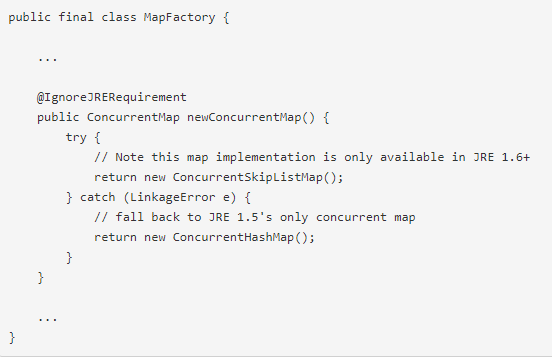 public final class MapFactory {
...
@IgnoreJRERequirement
public ConcurrentMap newConcurrentMap() {
try {
// Note this map implementation is only available in JRE 1.6+
return new ConcurrentSkipListMap();
} catch (LinkageError e) {
// fall back to JRE 1.5's only concurrent map
return new ConcurrentHashMap();
}
}
...
}